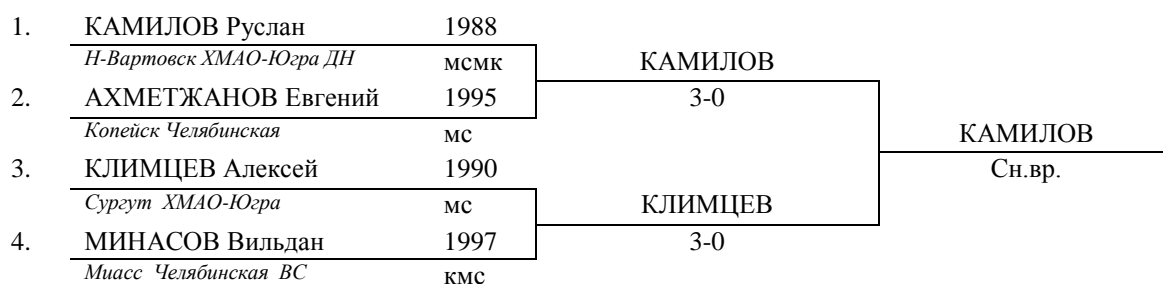 1. КАМИЛОВ Руслан 1988
Н-Вартовск ХМАО-Югра ДН мсмк КАМИЛОВ
2. АХМЕТЖАНОВ Евгений 1995 3-0
Копейск Челябинская мс КАМИЛОВ
3. КЛИМЦЕВ Алексей 1990 Сн.вр.
Сургут ХМАО-Югра мс КЛИМЦЕВ
4. МИНАСОВ Вильдан 1997 3-0
Миасс Челябинская ВС кмс